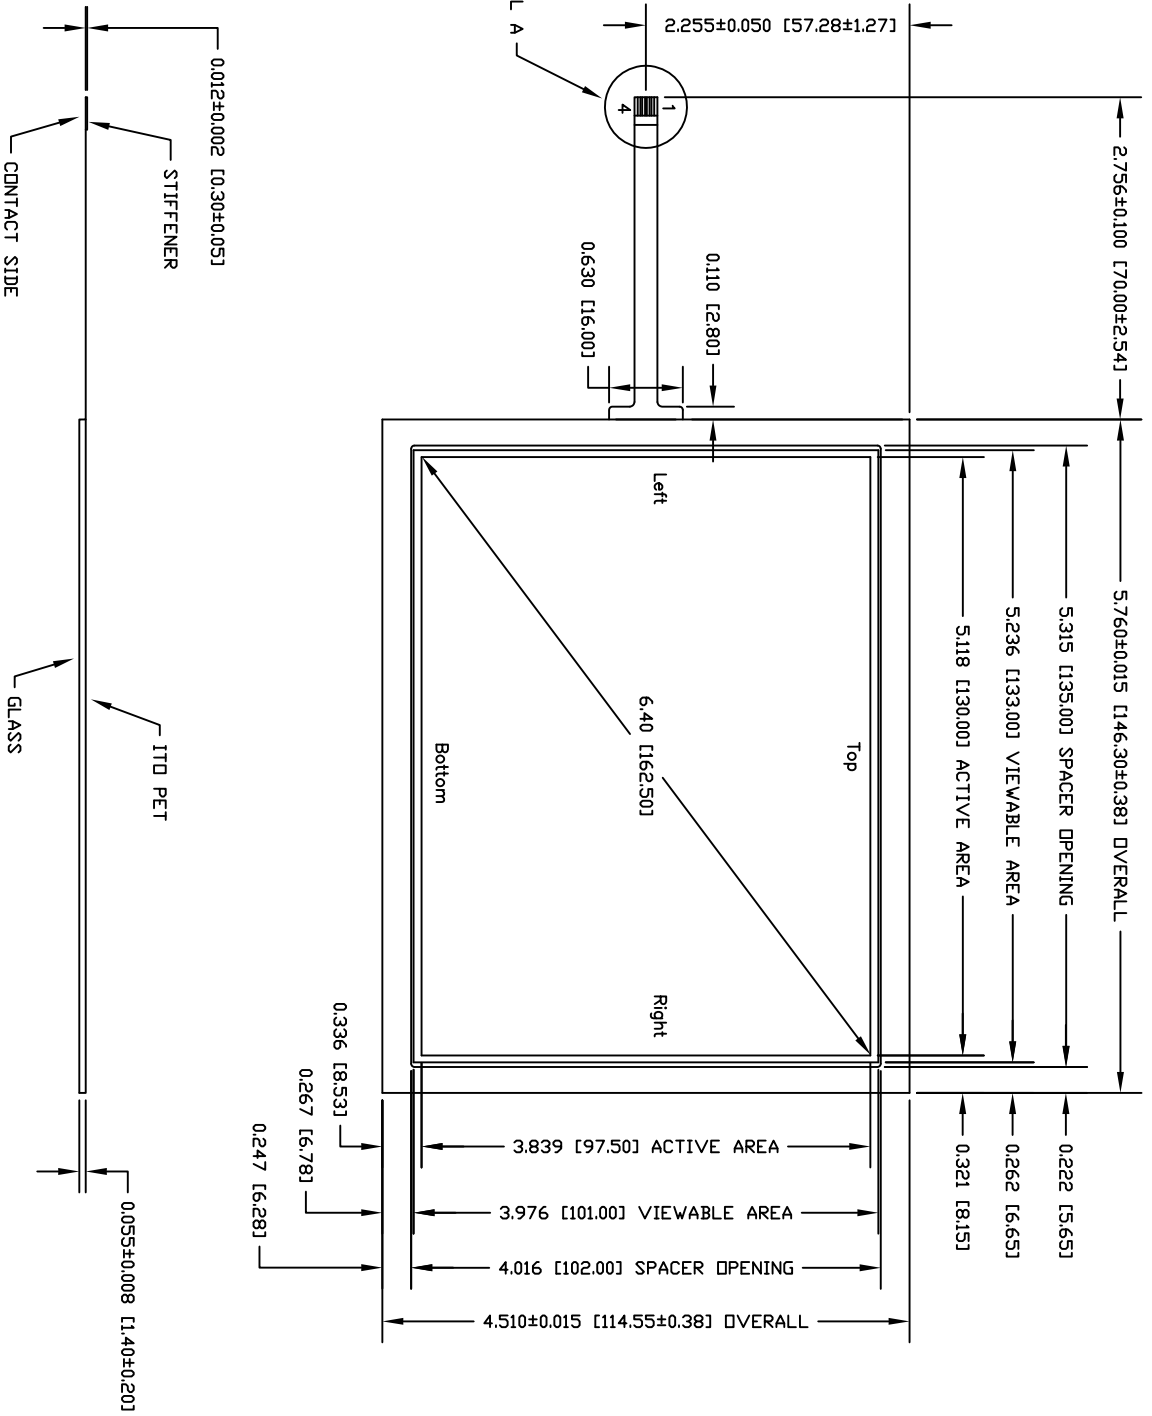 L A
2.255±0.050 [57.28±1.27]
2.756±0.100 [70.00±2.54]
1
4
0.012±0.002 [0.30±0.05]
STIFFENER
CONTACT SIDE
0.110 [2.80]
0.630 [16.00]
5.760±0.015 [146.30±0.38] OVERALL
5.315 [135.00] SPACER OPENING
5.236 [133.00] VIEWABLE AREA
5.118 [130.00] ACTIVE AREA
Left
Top
6.40 [162.50]
Bottom
Right
GLASS
ITO PET
0.222 [5.65]
0.262 [6.65]
0.321 [8.15]
0.336 [8.53]
0.267 [6.78]
0.247 [6.28]
3.839 [97.50] ACTIVE AREA
3.976 [101.00] VIEWABLE AREA
4.016 [102.00] SPACER OPENING
4.510±0.015 [114.55±0.38] OVERALL
0.055±0.008 [1.40±0.20]